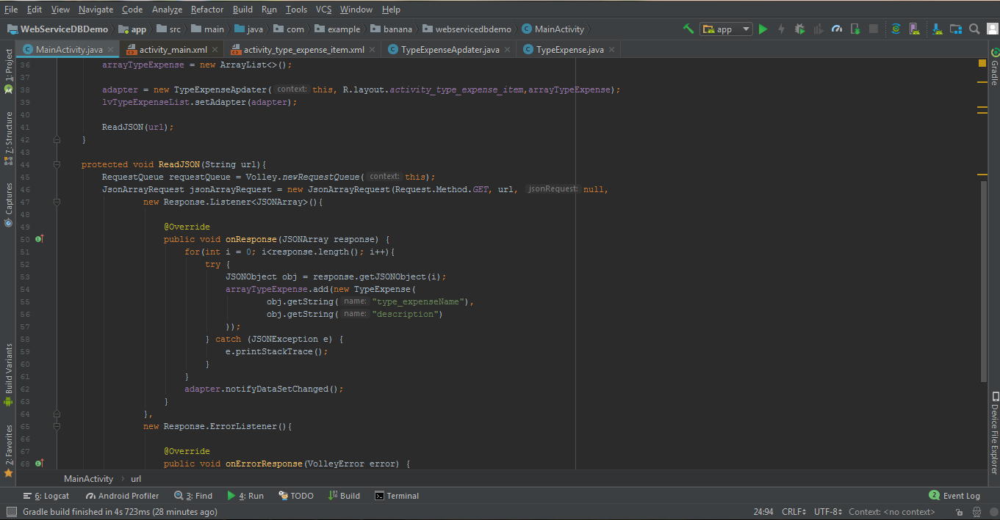 File Edit View Navigate Code Analyze Refactor Build Run Tools VCS Window Help
WebServiceDBDemo app src main java com example banana webservicedbdemo MainActivity app
MainActivity.java activity_main.xml activity_type_expense_item.xml TypeExpenseApdater.java TypeExpense.java
1: Project
7: Structure
Captures
Build Variants
2: Favorites
36 arrayTypeExpense = new ArrayList<>();
37
38 adapter = new TypeExpenseApdater( context: this, R.layout.activity_type_expense_item,arrayTypeExpense);
39 lvTypeExpenseList.setAdapter(adapter);
40
41 ReadJSON(url);
42 }
43
44 protected void ReadJSON(String url){
45 RequestQueue requestQueue = Volley.newRequestQueue( context: this);
46 JsonArrayRequest jsonArrayRequest = new JsonArrayRequest(Request.Method.GET, url, jsonRequest: null,
47 new Response.Listener<JSONArray>(){
48
49 @Override
50 public void onResponse(JSONArray response) {
51 for(int i = 0; i<response.length(); i++){
52 try {
53 JSONObject obj = response.getJSONObject(i);
54 arrayTypeExpense.add(new TypeExpense(
55 obj.getString( name: "type_expenseName"),
56 obj.getString( name: "description")
57 ));
58 } catch (JSONException e) {
59 e.printStackTrace();
60 }
61 }
62 adapter.notifyDataSetChanged();
63 }
64 },
65 new Response.ErrorListener(){
66
67 @Override
68 public void onErrorResponse(VolleyError error) {
Gradle
Device File Explorer
MainActivity › url
6: Logcat Android Profiler 3: Find 4: Run TODO Build Terminal 2 Event Log
Gradle build finished in 4s 723ms (28 minutes ago) 24:94 CRLF UTF-8 Context: <no context>